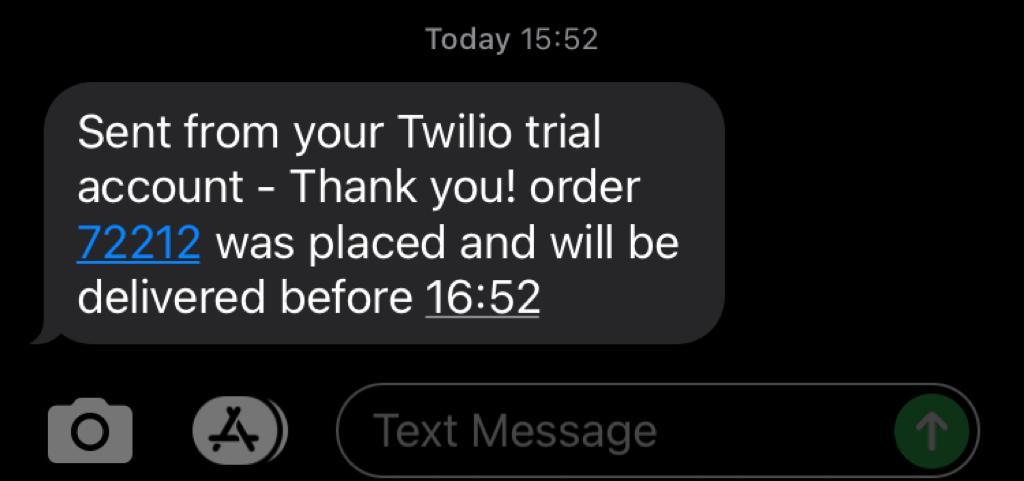 Today 15:52
Sent from your Twilio trial
account - Thank you! order
72212 was placed and will be
delivered before 16:52
Text Message